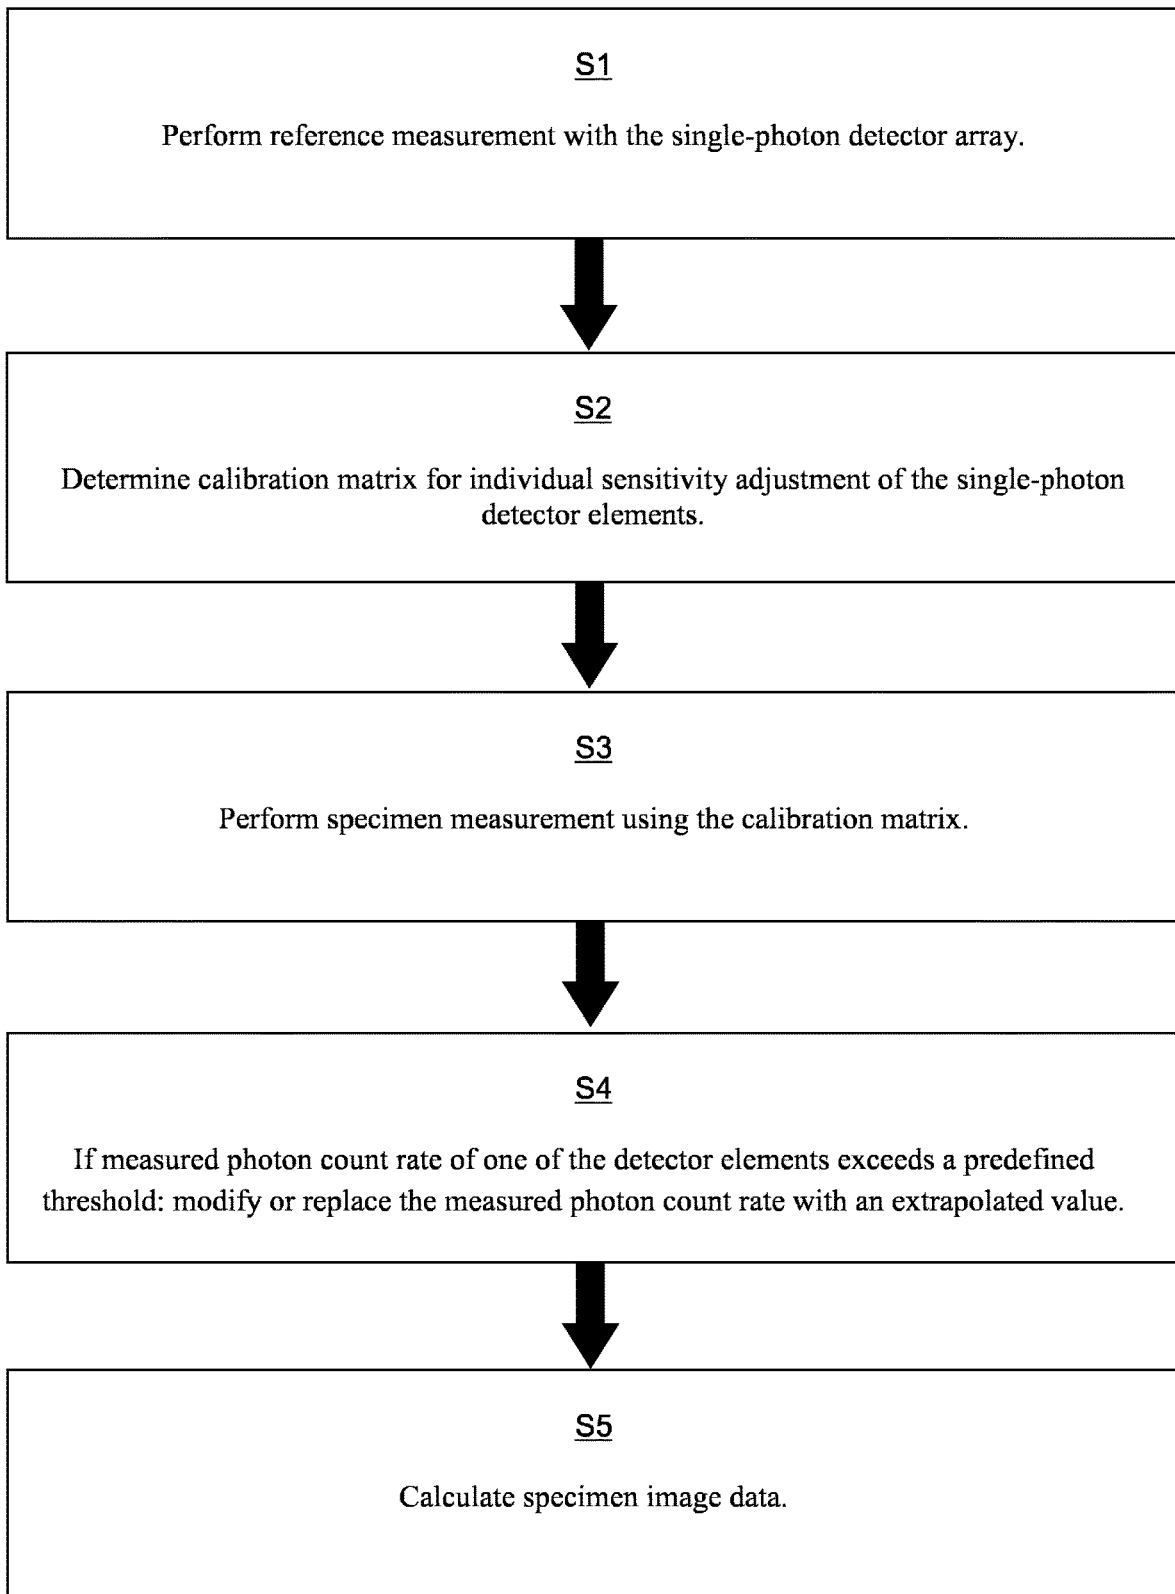 S1
Perform reference measurement with the single-photon detector array.
S2
Determine calibration matrix for individual sensitivity adjustment of the single-photon
detector elements.
S3
Perform specimen measurement using the calibration matrix.
S4
If measured photon count rate of one of the detector elements exceeds a predefined
threshold: modify or replace the measured photon count rate with an extrapolated value.
S5
Calculate specimen image data.